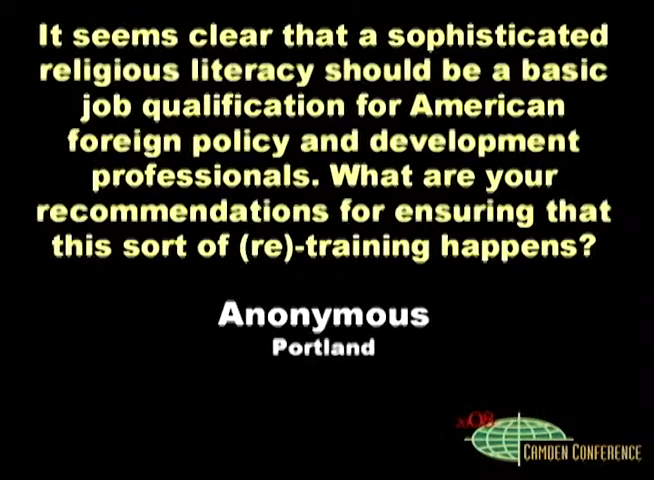 It seems clear that a sophisticated
religious literacy should be a basic
job qualification for American
foreign policy and development
professionals. What are your
recommendations for ensuring that
this sort of (re)-training happens?
Anonymous
Portland
CAMDEN CONFERENCE